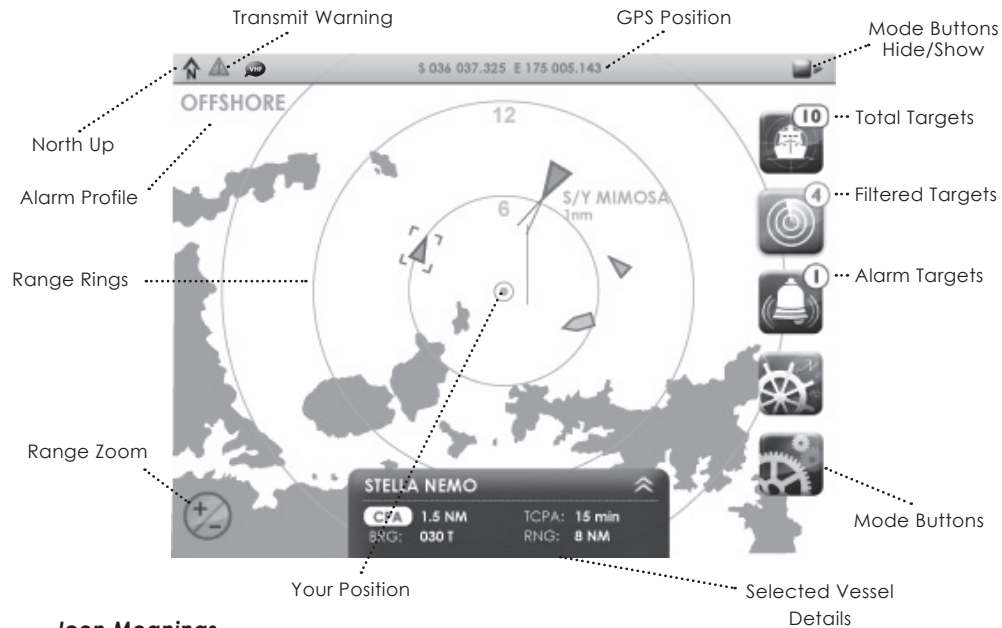 Transmit Warning
GPS Position
Mode Buttons
Hide/Show
N
VHF
S 036 037.325 E 175 005.143
OFFSHORE
12
10
Total Targets
North Up
Alarm Profile
S/Y MIMOSA
1nm
6
4
Filtered Targets
Range Rings
1
Alarm Targets
Range Zoom
+
−
STELLA NEMO
CPA 1.5 NM TCPA: 15 min
BRG: 030 T RNG: 8 NM
Mode Buttons
Your Position
Selected Vessel
Details
Icon Meanings